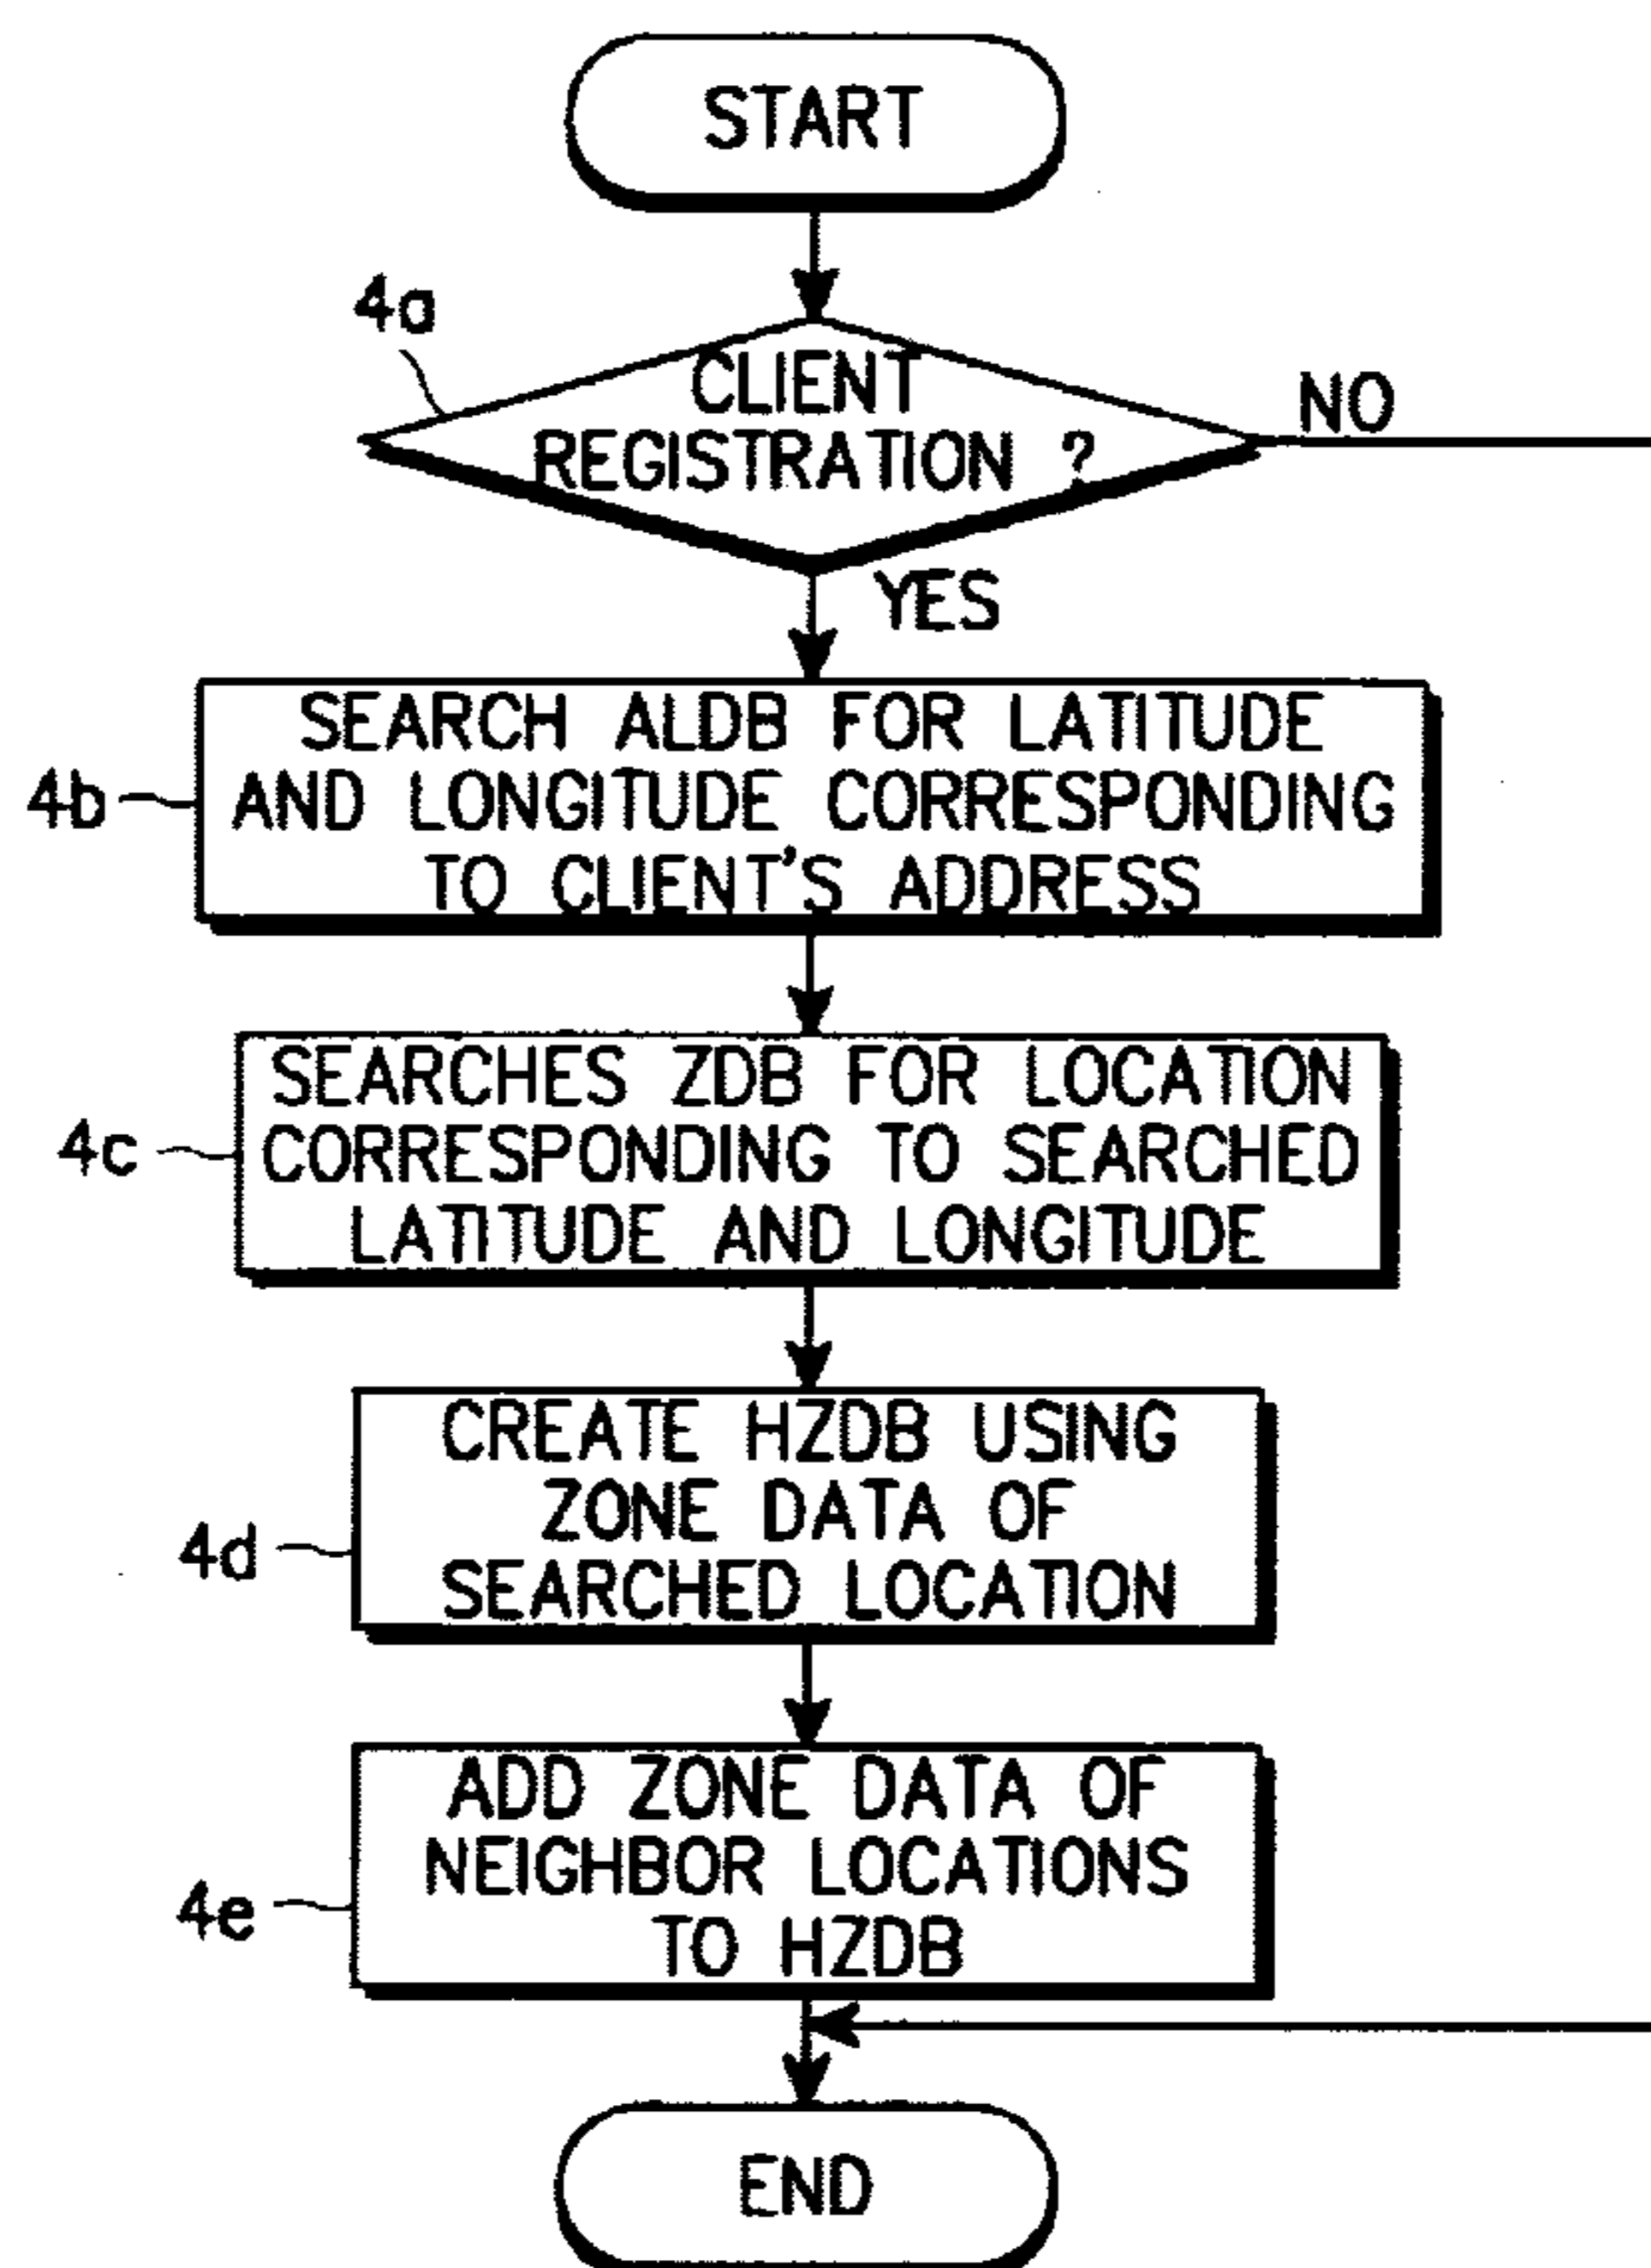 START
4a
CLIENT
REGISTRATION ?
NO
YES
4b
SEARCH ALDB FOR LATITUDE
AND LONGITUDE CORRESPONDING
TO CLIENT'S ADDRESS
4c
SEARCHES ZDB FOR LOCATION
CORRESPONDING TO SEARCHED
LATITUDE AND LONGITUDE
4d
CREATE HZDB USING
ZONE DATA OF
SEARCHED LOCATION
4e
ADD ZONE DATA OF
NEIGHBOR LOCATIONS
TO HZDB
END